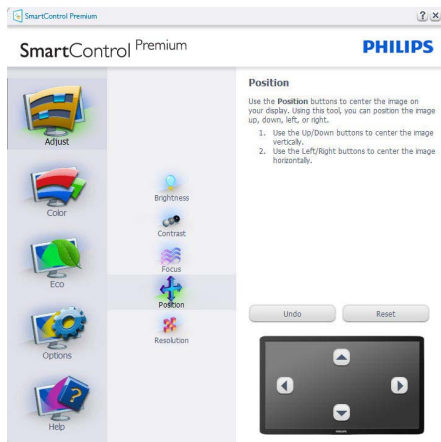 SmartControl Premium
SmartControl Premium
PHILIPS
Adjust
Color
Eco
Options
Help
Brightness
Contrast
Focus
Position
Resolution
Position
Use the Position buttons to center the image on
your display. Using this tool, you can position the image
up, down, left, or right.
1. Use the Up/Down buttons to center the image
vertically.
2. Use the Left/Right buttons to center the image
horizontally.
Undo
Reset
PHILIPS